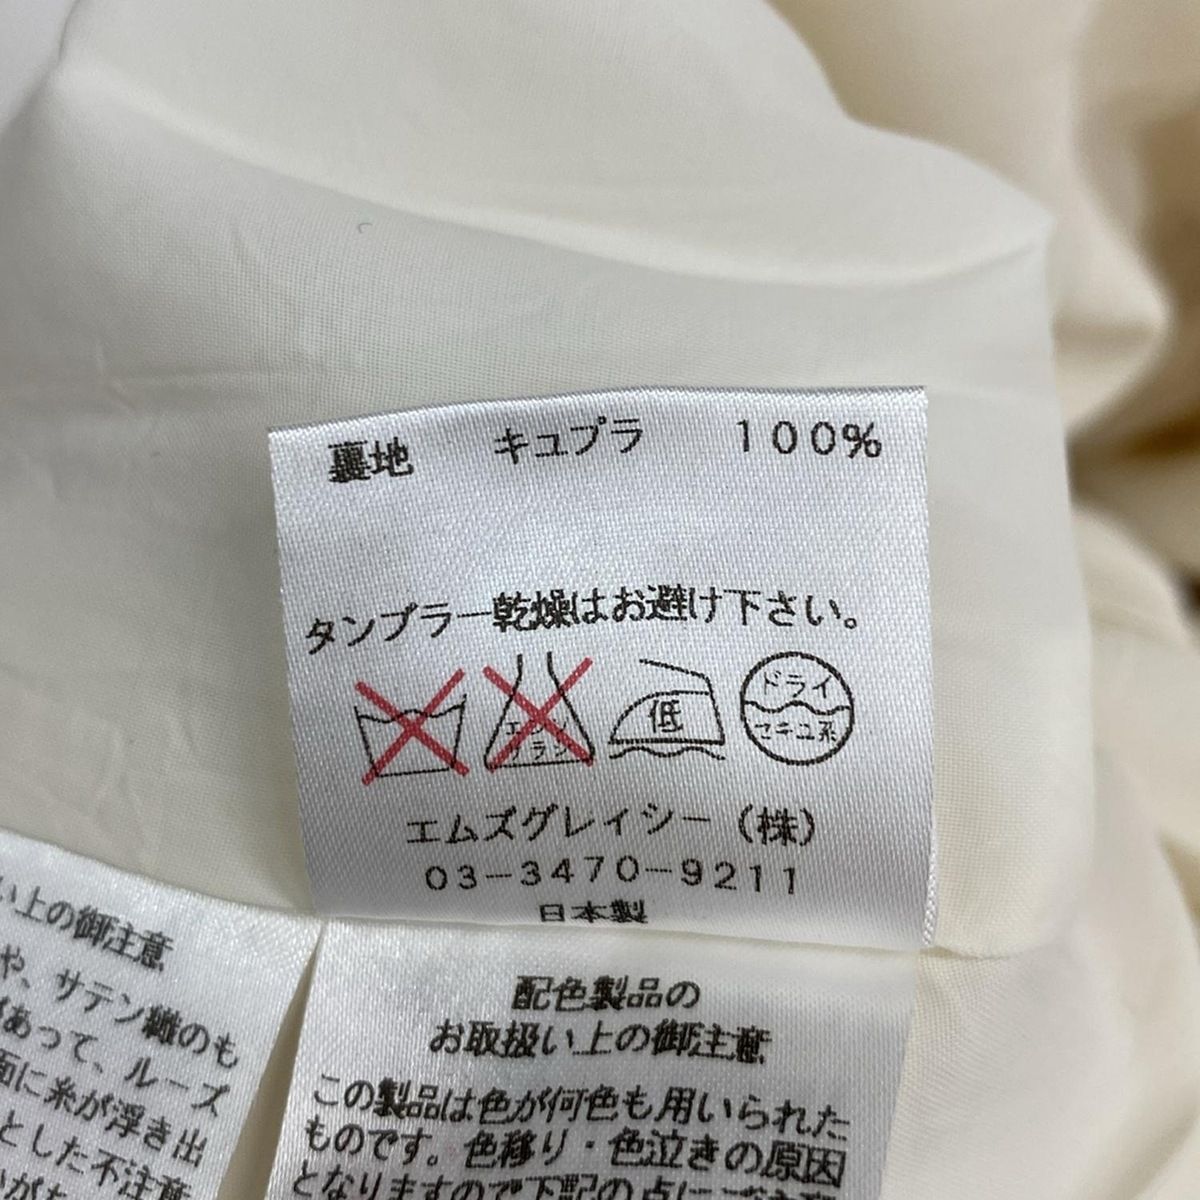 裏地 キュプラ 100%
タンブラー乾燥はお避け下さい。
エンソ
サラシ
低
ドライ
セキユ系
エムズグレイシー(株)
03-3470-9211
日本製
い上の御注意
や、サテン織のも
があって、ルーズ
面に糸が浮き出
とした不注意
配色製品の
お取扱い上の御注意
この製品は色が何色も用いられた
ものです。色移り・色泣きの原因
となりますので下記の点にご注意